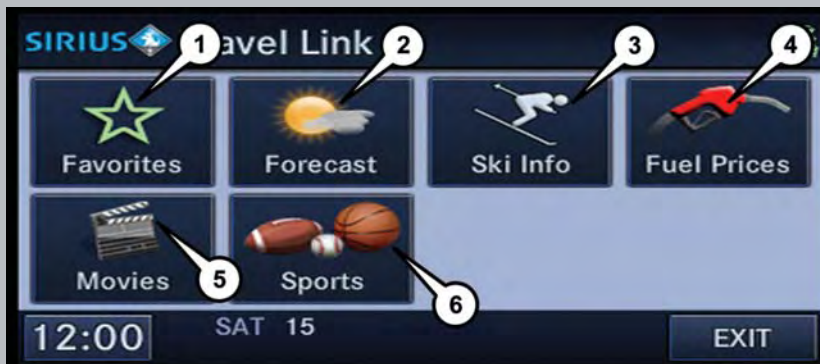 SIRIUS 1 avel Link 2 3 4
Favorites Forecast Ski Info Fuel Prices
Movies 5 Sports 6
12:00 SAT 15 EXIT